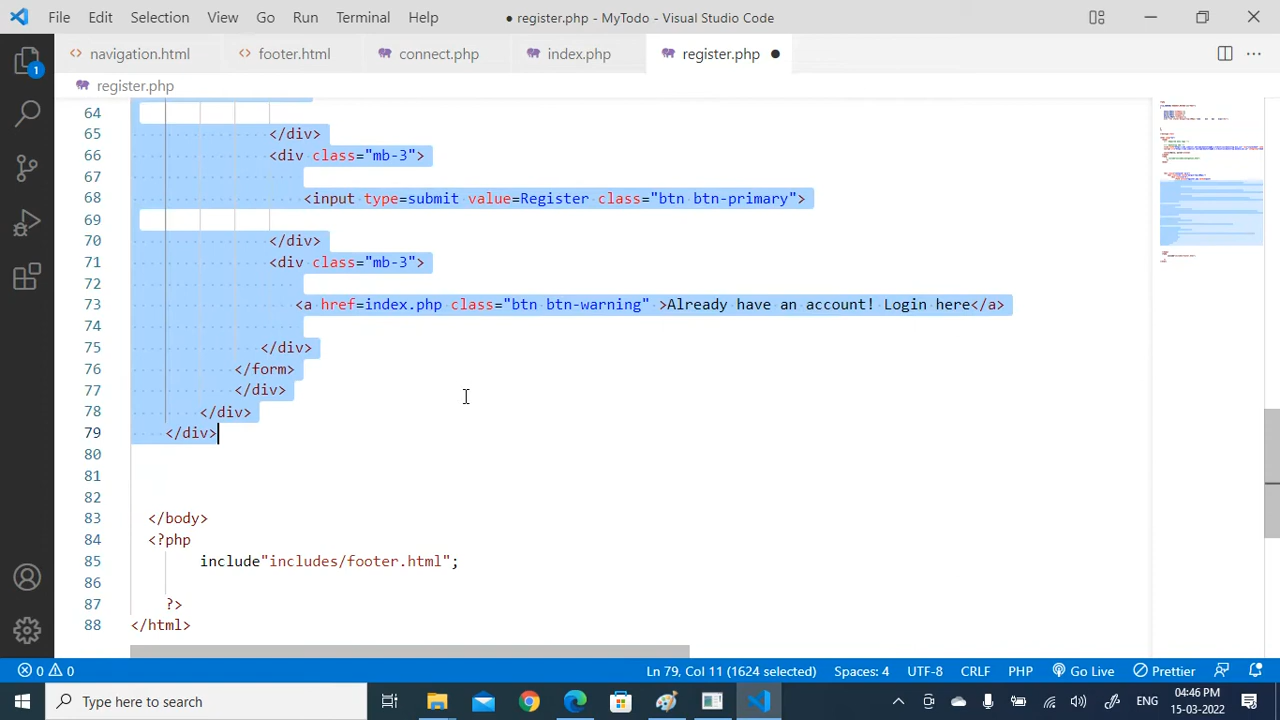 File Edit Selection View Go Run Terminal Help ● register.php - MyTodo - Visual Studio Code
navigation.html footer.html connect.php index.php register.php
1
register.php
64
65 </div>
66 <div class="mb-3">
67
68 <input type=submit value=Register class="btn btn-primary">
69
70 </div>
71 <div class="mb-3">
72
73 <a href=index.php class="btn btn-warning" >Already have an account! Login here</a>
74
75 </div>
76 </form>
77 </div>
78 </div>
79 </div>
80
81
82
83 </body>
84 <?php
85 include"includes/footer.html";
86
87 ?>
88 </html>
0 0 Ln 79, Col 11 (1624 selected) Spaces: 4 UTF-8 CRLF PHP Go Live Prettier
Type here to search ENG 04:46 PM
15-03-2022